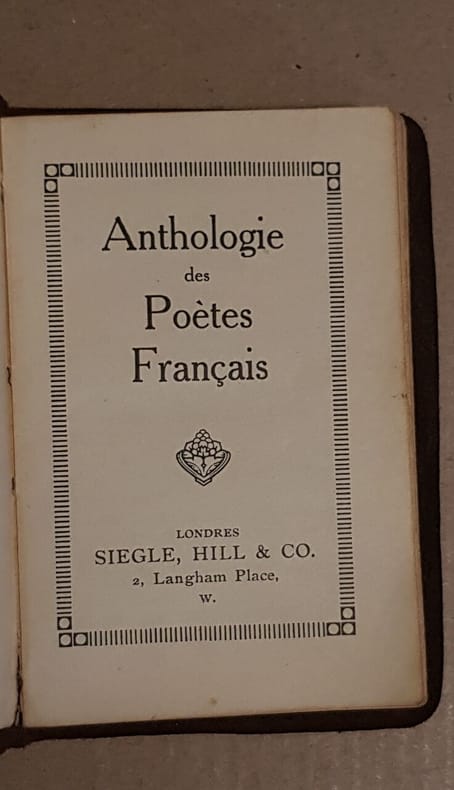 Anthologie
des
Poètes
Français
LONDRES
SIEGLE, HILL & CO.
2, Langham Place,
W.